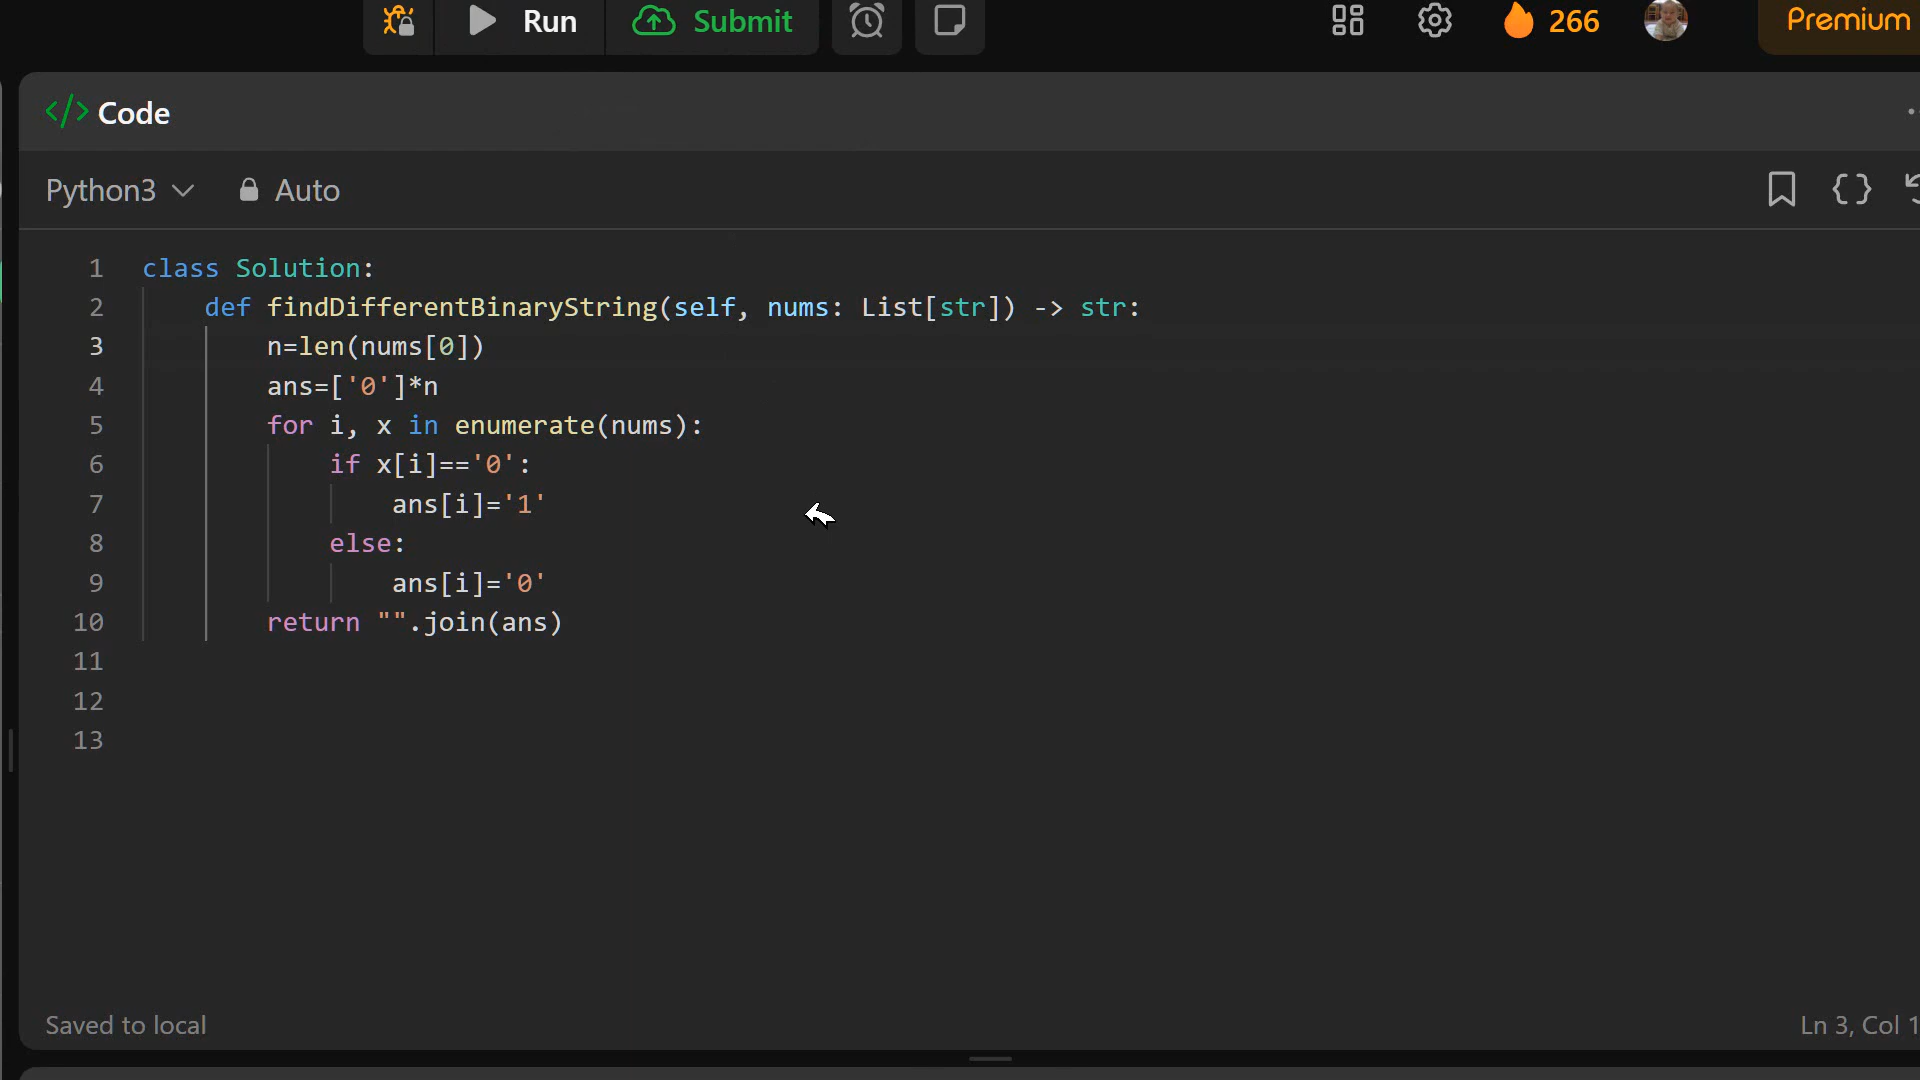 Run
Submit
266
Premium
</> Code
Python3
Auto
1 class Solution:
2     def findDifferentBinaryString(self, nums: List[str]) -> str:
3         n=len(nums[0])
4         ans=['0']*n
5         for i, x in enumerate(nums):
6             if x[i]=='0':
7                 ans[i]='1'
8             else:
9                 ans[i]='0'
10         return "".join(ans)
11
12
13
Saved to local
Ln 3, Col 1